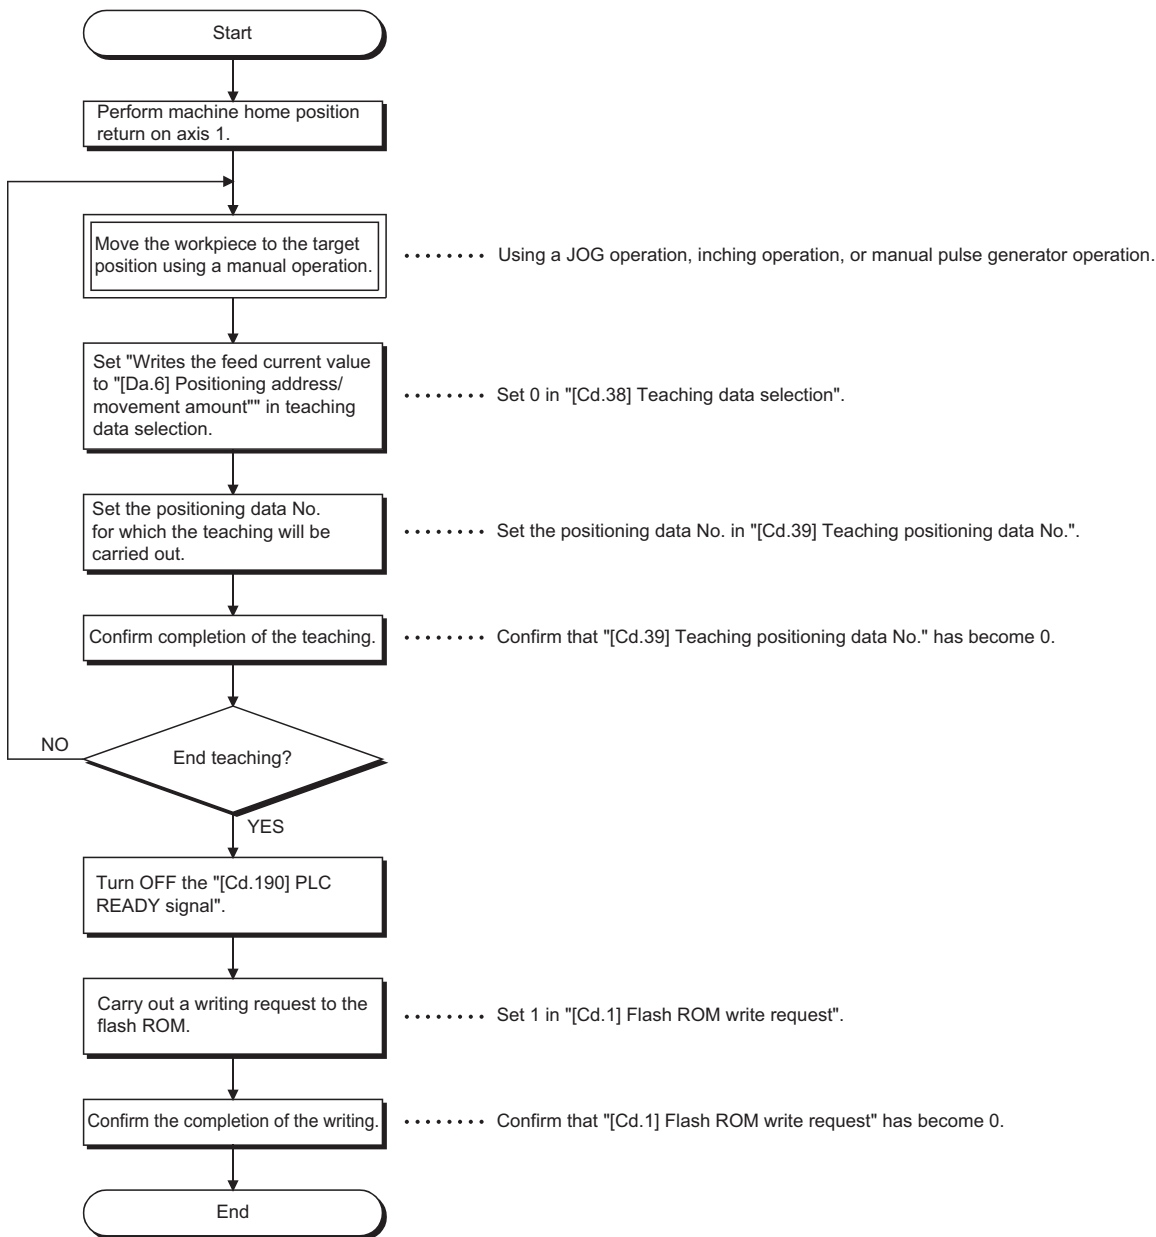 Start
Perform machine home position
return on axis 1.
Move the workpiece to the target
position using a manual operation.
Using a JOG operation, inching operation, or manual pulse generator operation.
Set "Writes the feed current value
to "[Da.6] Positioning address/
movement amount"" in teaching
data selection.
Set 0 in "[Cd.38] Teaching data selection".
Set the positioning data No.
for which the teaching will be
carried out.
Set the positioning data No. in "[Cd.39] Teaching positioning data No.".
Confirm completion of the teaching.
Confirm that "[Cd.39] Teaching positioning data No." has become 0.
NO
End teaching?
YES
Turn OFF the "[Cd.190] PLC
READY signal".
Carry out a writing request to the
flash ROM.
Set 1 in "[Cd.1] Flash ROM write request".
Confirm the completion of the writing.
Confirm that "[Cd.1] Flash ROM write request" has become 0.
End